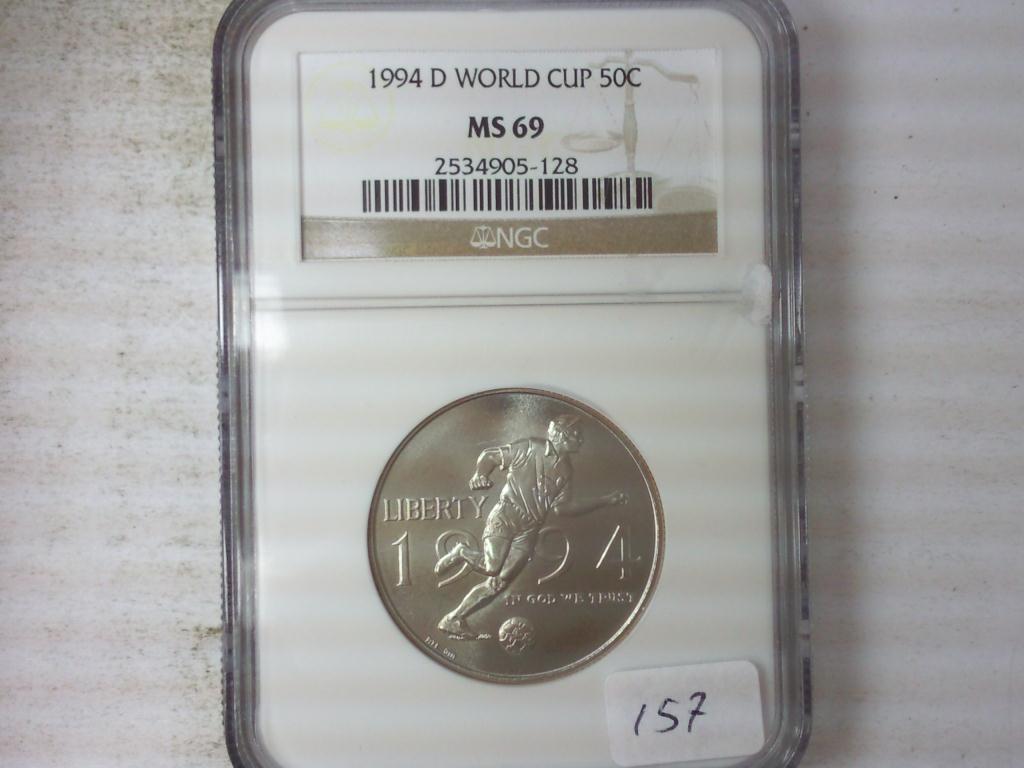 1994 D WORLD CUP 50C
MS 69
2534905-128
NGC
LIBERTY
1994
IN GOD WE TRUST
157